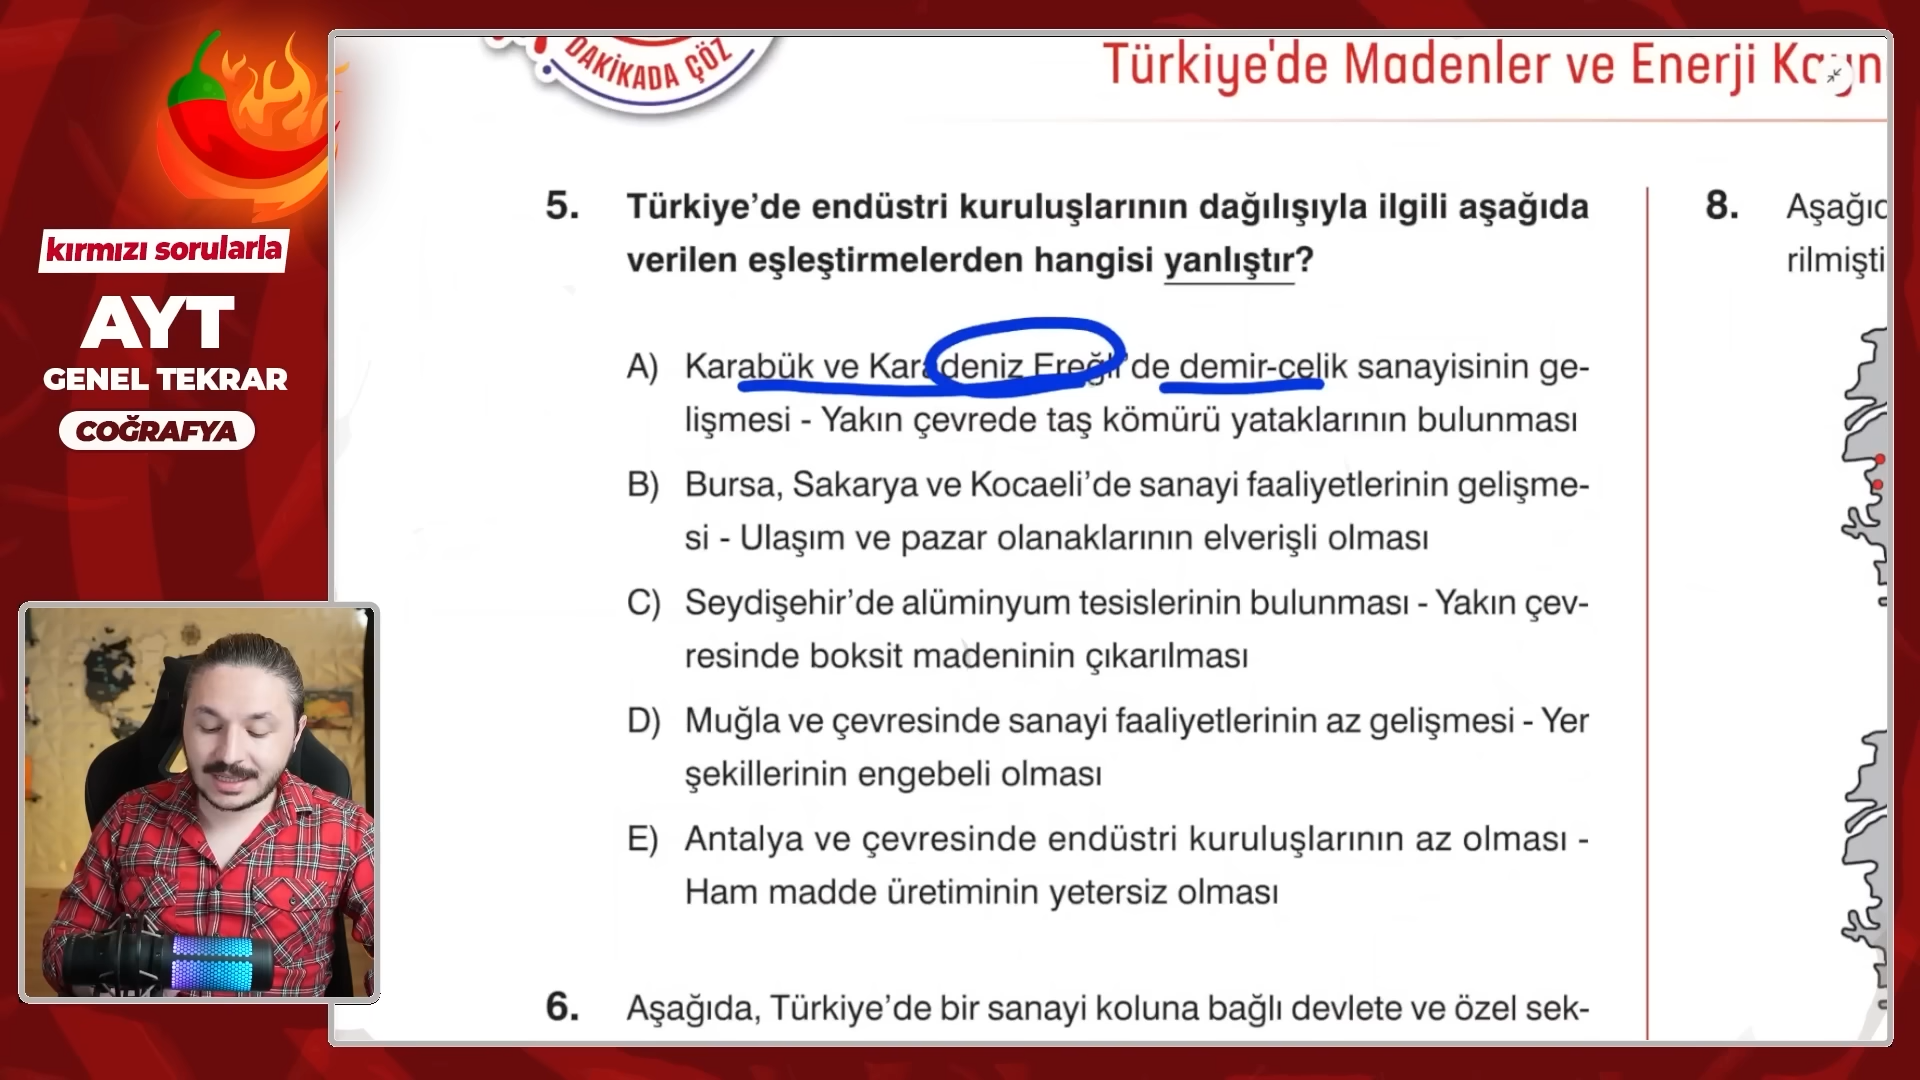 DAKİKADA ÇÖZ
Türkiye'de Madenler ve Enerji
kırmızı sorularla
AYT
GENEL TEKRAR
COĞRAFYA
5. Türkiye'de endüstri kuruluşlarının dağılışıyla ilgili aşağıda
verilen eşleştirmelerden hangisi yanlıştır?
A) Karabük ve Karadeniz Ereğli'de demir-çelik sanayisinin ge-
lişmesi - Yakın çevrede taş kömürü yataklarının bulunması
B) Bursa, Sakarya ve Kocaeli'de sanayi faaliyetlerinin gelişme-
si - Ulaşım ve pazar olanaklarının elverişli olması
C) Seydişehir'de alüminyum tesislerinin bulunması - Yakın çev-
resinde boksit madeninin çıkarılması
D) Muğla ve çevresinde sanayi faaliyetlerinin az gelişmesi - Yer
şekillerinin engebeli olması
E) Antalya ve çevresinde endüstri kuruluşlarının az olması -
Ham madde üretiminin yetersiz olması
6. Aşağıda, Türkiye'de bir sanayi koluna bağlı devlete ve özel sek-
8. Aşağıd
rilmişti